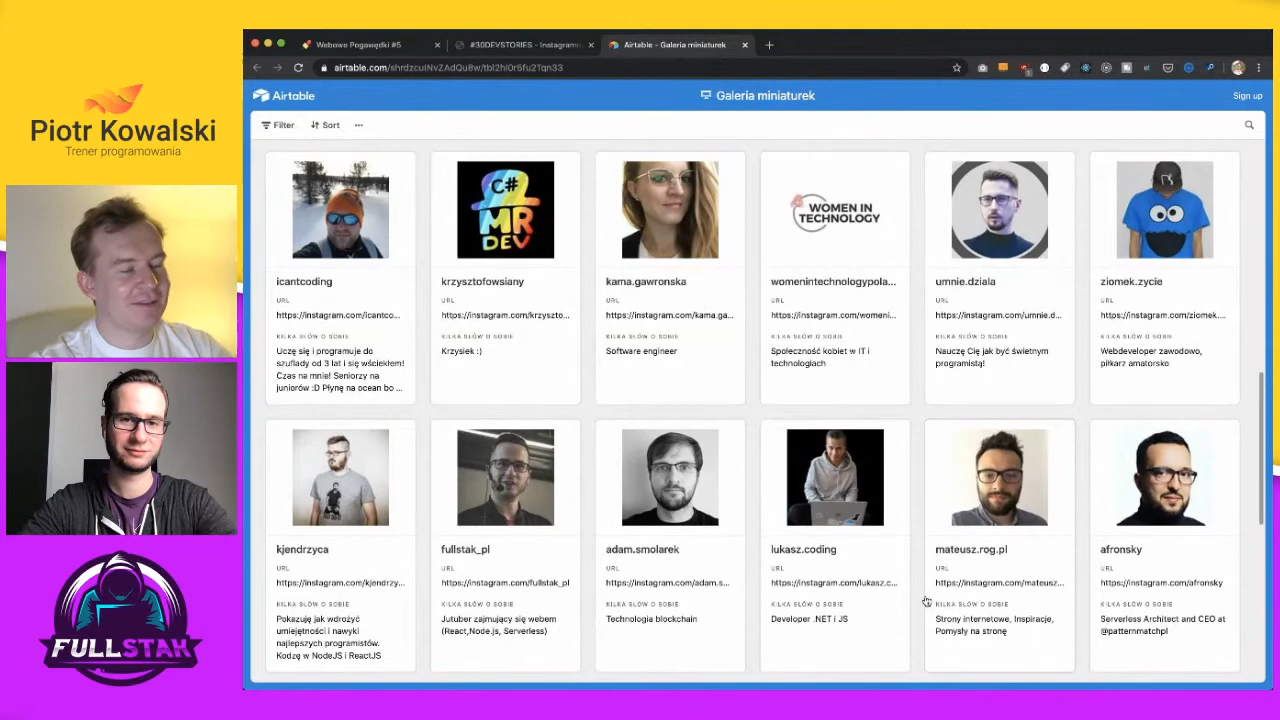 Piotr Kowalski
Trener programowania
FULLSTAK
Webowe Pogawędki #5
#30DEVSTORIES - Instagramo
Airtable - Galeria miniaturek
Airtable
Galeria miniaturek
Sign up
Filter
Sort
C#
MR
DEV
WOMEN IN
TECHNOLOGY
icantcoding
URL
https://instagram.com/icantco...
KILKA SŁÓW O SOBIE
Uczę się i programuje do
szuflady od 3 lat i się wściekłem!
Czas na mnie! Seniorzy na
juniorów :D Płynę na ocean bo ...
krzysztofowsiany
URL
https://instagram.com/krzyszto...
KILKA SŁÓW O SOBIE
Krzysiek :)
kama.gawronska
URL
https://instagram.com/kama.ga...
KILKA SŁÓW O SOBIE
Software engineer
womenintechnologypola...
URL
https://instagram.com/womeni...
KILKA SŁÓW O SOBIE
Społeczność kobiet w IT i
technologiach
umnie.dziala
URL
https://instagram.com/umnie.d...
KILKA SŁÓW O SOBIE
Nauczę Cię jak być świetnym
programistą!
ziomek.zycie
URL
https://instagram.com/ziomek....
KILKA SŁÓW O SOBIE
Webdeveloper zawodowo,
piłkarz amatorsko
kjendrzyca
URL
https://instagram.com/kjendrzy...
KILKA SŁÓW O SOBIE
Pokazuję jak wdrożyć
umiejętności i nawyki
najlepszych programistów.
Kodzę w NodeJS i ReactJS
fullstak_pl
URL
https://instagram.com/fullstak_pl
KILKA SŁÓW O SOBIE
Jutuber zajmujący się webem
(React,Node.js, Serverless)
adam.smolarek
URL
https://instagram.com/adam.s...
KILKA SŁÓW O SOBIE
Technologia blockchain
lukasz.coding
URL
https://instagram.com/lukasz.c...
KILKA SŁÓW O SOBIE
Developer .NET i JS
mateusz.rog.pl
URL
https://instagram.com/mateusz...
KILKA SŁÓW O SOBIE
Strony internetowe, Inspiracje,
Pomysły na stronę
afronsky
URL
https://instagram.com/afronsky
KILKA SŁÓW O SOBIE
Serverless Architect and CEO at
@patternmatchpl